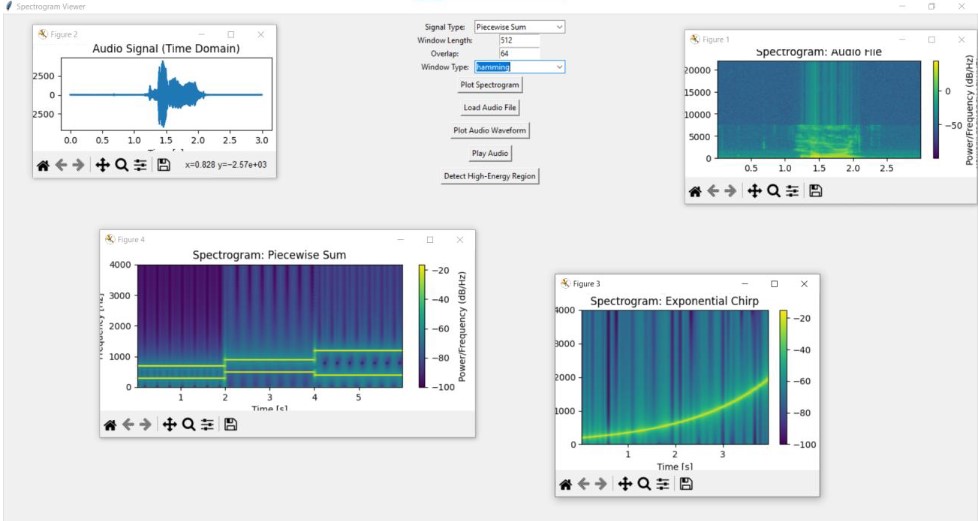 Spectrogram Viewer
Signal Type: Piecewise Sum
Window Length: 512
Overlap: 64
Window Type: hamming
Plot Spectrogram
Load Audio File
Plot Audio Waveform
Play Audio
Detect High-Energy Region
Figure 2
Audio Signal (Time Domain)
2500
0
2500
0.0 0.5 1.0 1.5 2.0 2.5 3.0
x=0.828 y=-2.57e+03
Figure 1
Spectrogram: Audio File
20000
15000
10000
5000
0
0.5 1.0 1.5 2.0 2.5
0
-50
Power/Frequency (dB/Hz)
Figure 4
Spectrogram: Piecewise Sum
4000
3000
2000
1000
0
1 2 3 4 5
Time [s]
-20
-40
-60
-80
-100
Power/Frequency (dB/Hz)
Figure 3
Spectrogram: Exponential Chirp
4000
3000
2000
1000
0
1 2 3
Time [s]
-20
-40
-60
-80
-100